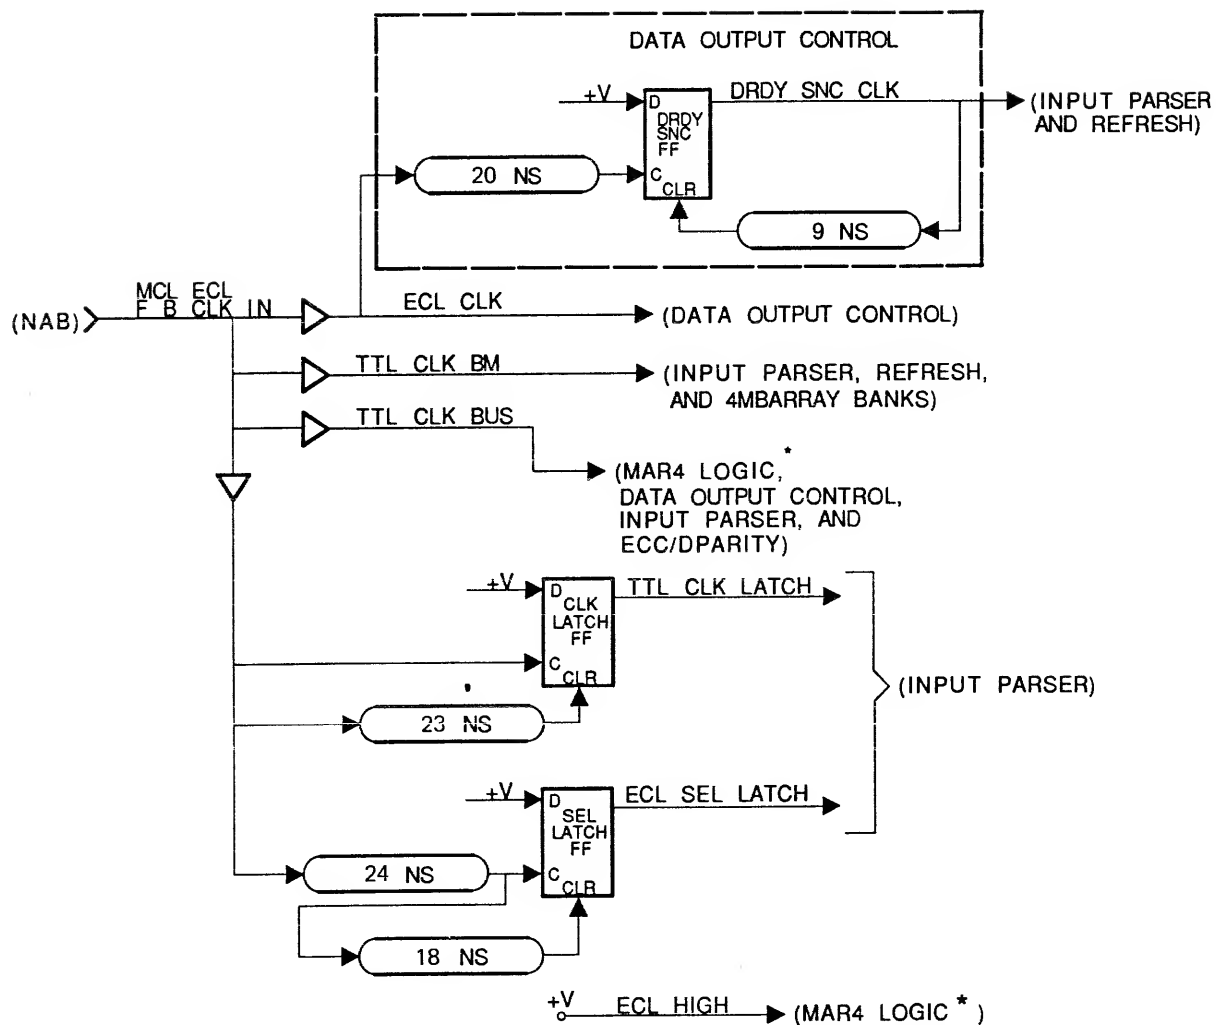 DATA OUTPUT CONTROL
+V
D
DRDY
SNC
FF
C
CLR
DRDY SNC CLK
(INPUT PARSER
AND REFRESH)
20 NS
9 NS
(NAB)
MCL ECL
F B CLK IN
ECL CLK
(DATA OUTPUT CONTROL)
TTL CLK BM
(INPUT PARSER, REFRESH,
AND 4MBARRAY BANKS)
TTL CLK BUS
(MAR4 LOGIC,*
DATA OUTPUT CONTROL,
INPUT PARSER, AND
ECC/DPARITY)
+V
D
CLK
LATCH
FF
C
CLR
TTL CLK LATCH
23 NS
(INPUT PARSER)
+V
D
SEL
LATCH
FF
C
CLR
ECL SEL LATCH
24 NS
18 NS
+V
ECL HIGH
(MAR4 LOGIC*)